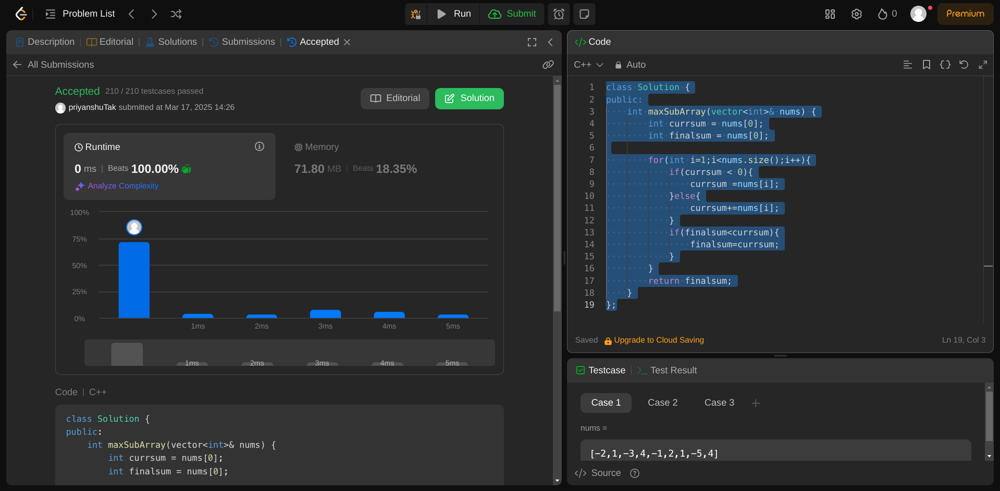 Problem List
Run
Submit
0
Premium
Description | Editorial | Solutions | Submissions | Accepted
All Submissions
Accepted 210 / 210 testcases passed
priyanshuTak submitted at Mar 17, 2025 14:26
Editorial
Solution
Runtime
0 ms | Beats 100.00%
Analyze Complexity
Memory
71.80 MB | Beats 18.35%
100%
75%
50%
25%
0%
1ms 2ms 3ms 4ms 5ms
1ms 2ms 3ms 4ms 5ms
Code | C++
class Solution {
public:
    int maxSubArray(vector<int>& nums) {
        int currsum = nums[0];
        int finalsum = nums[0];
Code
C++ Auto
1 class Solution {
2 public:
3     int maxSubArray(vector<int>& nums) {
4         int currsum = nums[0];
5         int finalsum = nums[0];
6
7         for(int i=1;i<nums.size();i++){
8             if(currsum < 0){
9                 currsum =nums[i];
10             }else{
11                 currsum+=nums[i];
12             }
13             if(finalsum<currsum){
14                 finalsum=currsum;
15             }
16         }
17         return finalsum;
18     }
19 };
Saved Upgrade to Cloud Saving
Ln 19, Col 3
Testcase | >_ Test Result
Case 1 Case 2 Case 3 +
nums =
[-2,1,-3,4,-1,2,1,-5,4]
</> Source